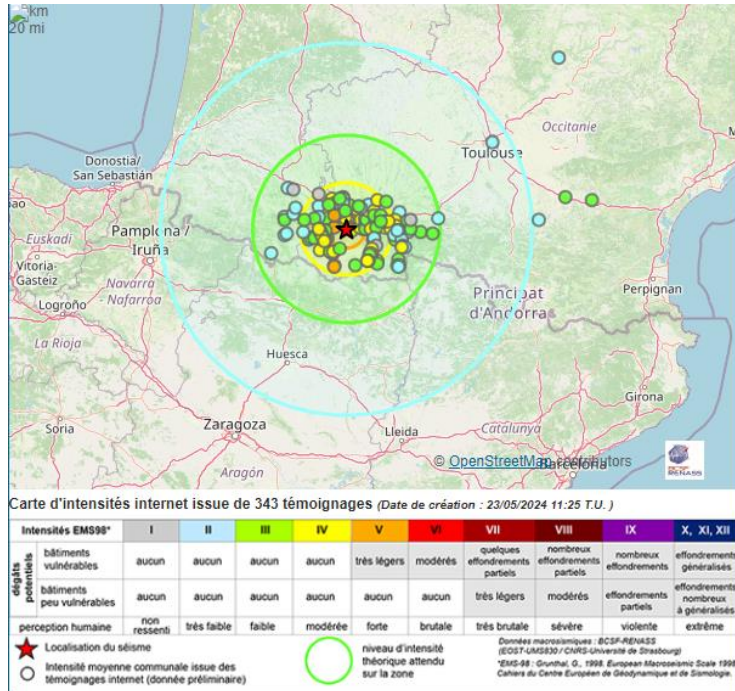 km
20 mi
Occitanie
Toulouse
Donostia/
San Sebastián
ao
Pamplona /
Iruña
Euskadi
Vitoria-
Gasteiz
Navarra
- Nafarroa
Logroño
La Rioja
Principat
d'Andorra
Perpignan
Huesca
Girona
Soria
Zaragoza
Lleida
Catalunya
Aragón
Barcelona
© OpenStreetMap contributors
BCSF
RENASS
Carte d'intensités internet issue de 343 témoignages (Date de création : 23/05/2024 11:25 T.U. )
Intensités EMS98* I II III IV V VI VII VIII IX X, XI, XII
dégâts potentiels
bâtiments vulnérables aucun aucun aucun aucun très légers modérés quelques effondrements partiels nombreux effondrements partiels nombreux effondrements effondrements généralisés
bâtiments peu vulnérables aucun aucun aucun aucun aucun aucun très légers modérés effondrements partiels effondrements nombreux à généralisés
perception humaine non ressenti très faible faible modérée forte brutale très brutale sévère violente extrême
Localisation du séisme
Intensité moyenne communale issue des
témoignages internet (donnée préliminaire)
niveau d'intensité
théorique attendu
sur la zone
Données macrosismiques : BCSF-RENASS
(EOST-UMS830 / CNRS-Université de Strasbourg)
*EMS-98 : Grunthal, G., 1998. European Macroseismic Scale 1998
Cahiers du Centre Européen de Géodynamique et de Sismologie.